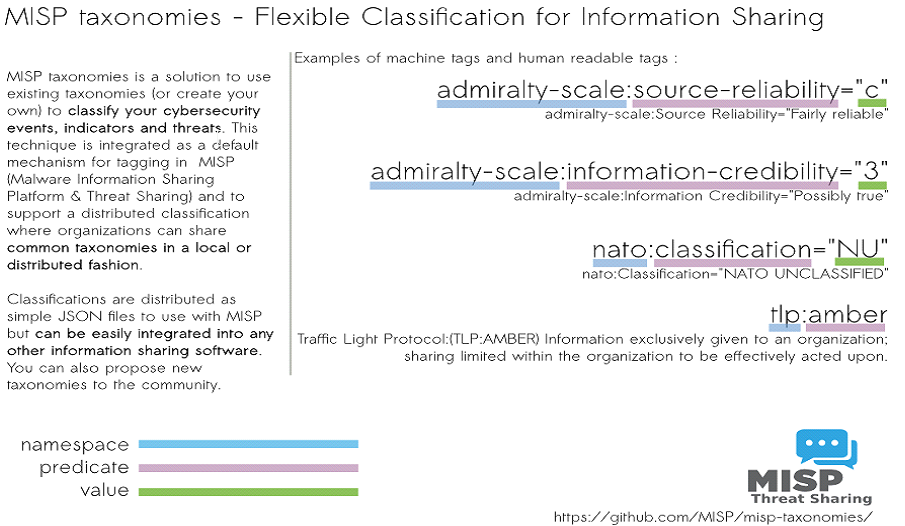 MISP taxonomies - Flexible Classification for Information Sharing
MISP taxonomies is a solution to use
existing taxonomies (or create your
own) to classify your cybersecurity
events, indicators and threats. This
technique is integrated as a default
mechanism for tagging in MISP
(Malware Information Sharing
Platform & Threat Sharing) and to
support a distributed classification
where organizations can share
common taxonomies in a local or
distributed fashion.
Classifications are distributed as
simple JSON files to use with MISP
but can be easily integrated into any
other information sharing software.
You can also propose new
taxonomies to the community.
Examples of machine tags and human readable tags :
admiralty-scale:source-reliability="c"
admiralty-scale:Source Reliability="Fairly reliable"
admiralty-scale:information-credibility="3"
admiralty-scale:Information Credibility="Possibly true"
nato:classification="NU"
nato:Classification="NATO UNCLASSIFIED"
tlp:amber
Traffic Light Protocol:(TLP:AMBER) Information exclusively given to an organization;
sharing limited within the organization to be effectively acted upon.
namespace
predicate
value
MISP
Threat Sharing
https://github.com/MISP/misp-taxonomies/